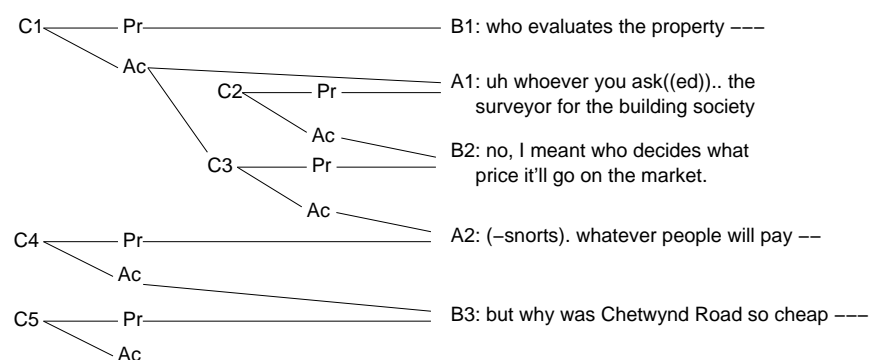 C1 Pr B1: who evaluates the property −−−
Ac A1: uh whoever you ask((ed)).. the
C2 Pr surveyor for the building society
Ac B2: no, I meant who decides what
C3 Pr price it'll go on the market.
Ac
C4 Pr A2: (−snorts). whatever people will pay −−
Ac
C5 Pr B3: but why was Chetwynd Road so cheap −−−
Ac